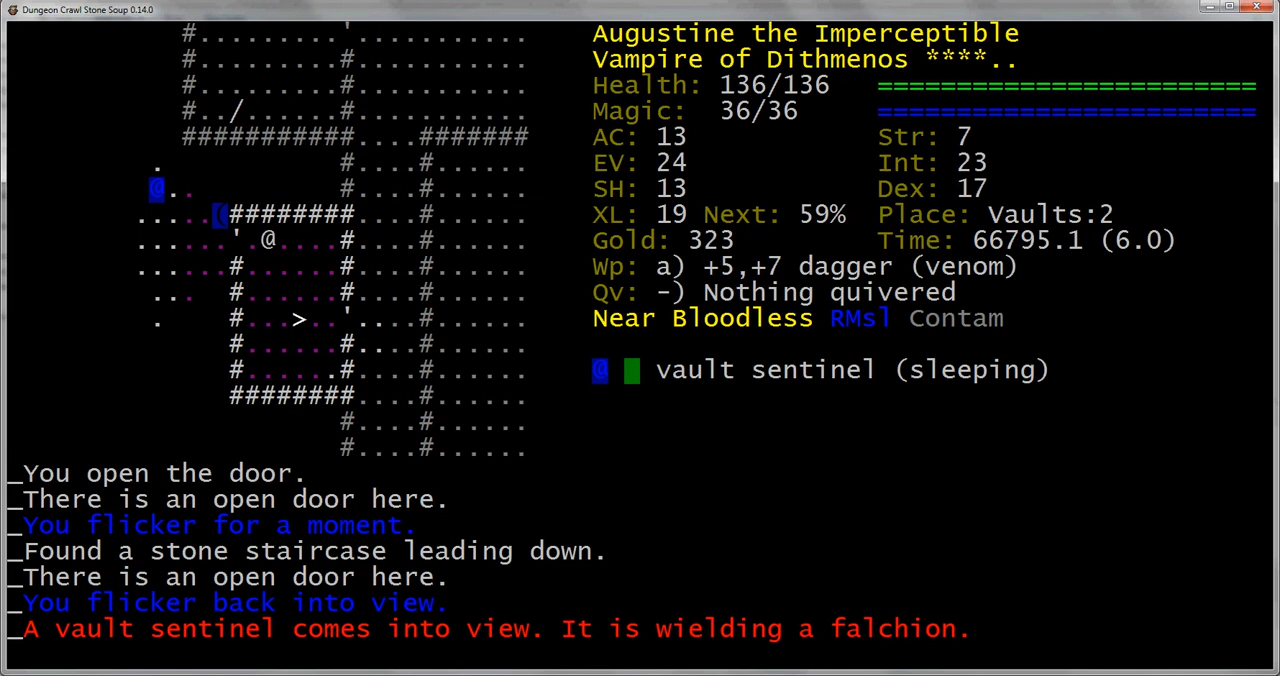 Dungeon Crawl Stone Soup 0.14.0
#.........'...........
#.........#...........
#.........#...........
#../......#...........
###########....#######
. #....#......
@.. #....#......
.....@########....#......
.....'.@....#....#......
......#......#....#......
... #......#....#......
. #...>..'....#......
#......#....#......
#......#....#......
########....#......
#....#......
#....#......
Augustine the Imperceptible
Vampire of Dithmenos ****..
Health: 136/136 ========================
Magic: 36/36 ========================
AC: 13 Str: 7
EV: 24 Int: 23
SH: 13 Dex: 17
XL: 19 Next: 59% Place: Vaults:2
Gold: 323 Time: 66795.1 (6.0)
Wp: a) +5,+7 dagger (venom)
Qv: -) Nothing quivered
Near Bloodless RMsl Contam
@ vault sentinel (sleeping)
_You open the door.
_There is an open door here.
_You flicker for a moment.
_Found a stone staircase leading down.
_There is an open door here.
_You flicker back into view.
_A vault sentinel comes into view. It is wielding a falchion.